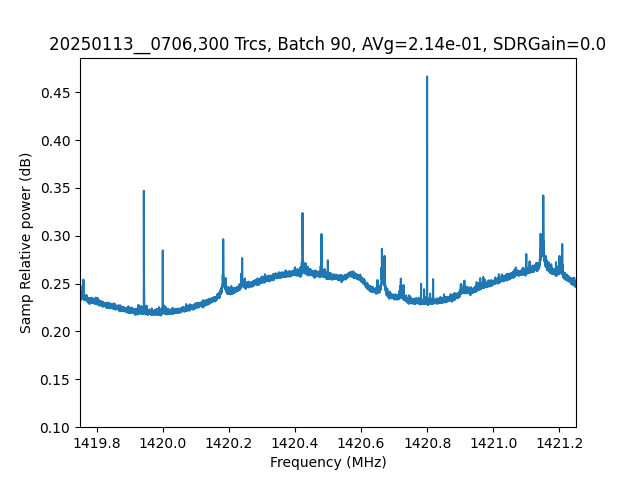 20250113__0706,300 Trcs, Batch 90, AVg=2.14e-01, SDRGain=0.0
Samp Relative power (dB)
0.45
0.40
0.35
0.30
0.25
0.20
0.15
0.10
1419.8 1420.0 1420.2 1420.4 1420.6 1420.8 1421.0 1421.2
Frequency (MHz)